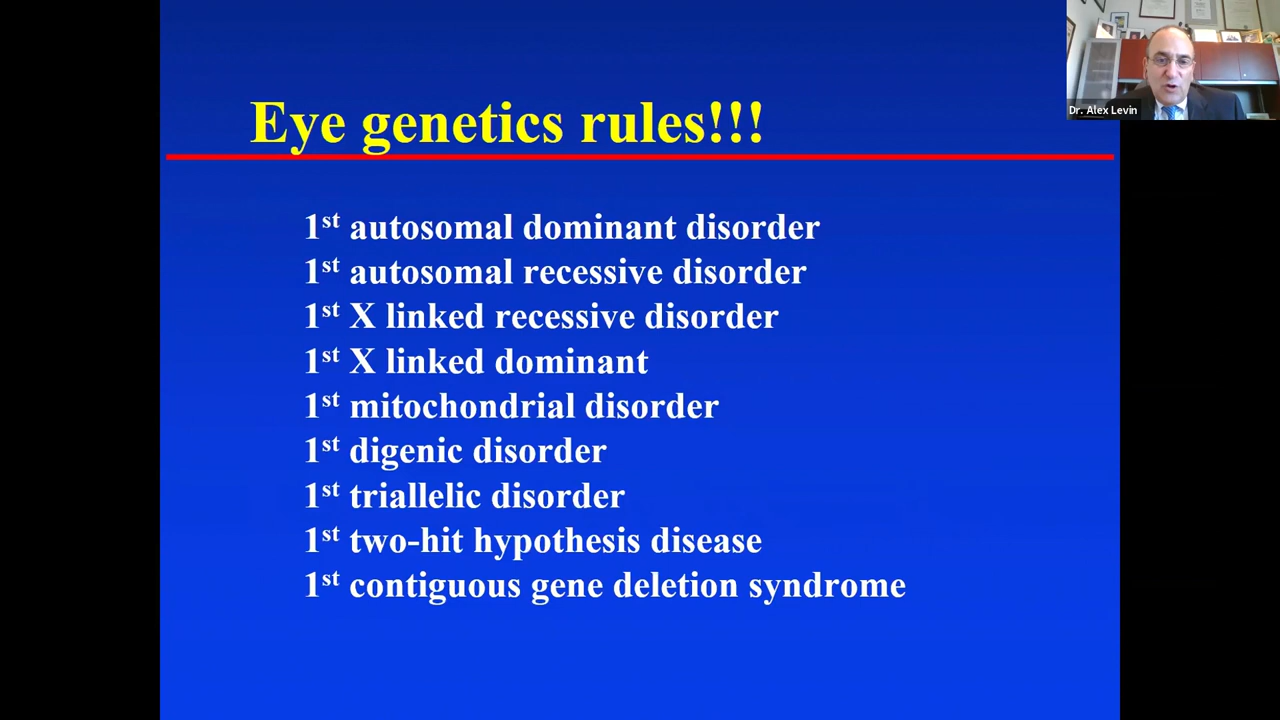 Eye genetics rules!!!
1st autosomal dominant disorder
1st autosomal recessive disorder
1st X linked recessive disorder
1st X linked dominant
1st mitochondrial disorder
1st digenic disorder
1st triallelic disorder
1st two-hit hypothesis disease
1st contiguous gene deletion syndrome
Dr. Alex Levin